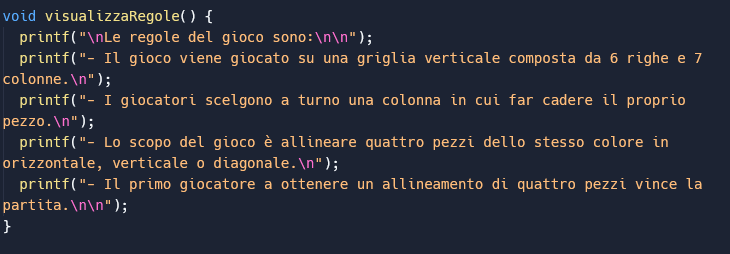 void visualizzaRegole() {
  printf("\nLe regole del gioco sono:\n\n");
  printf("- Il gioco viene giocato su una griglia verticale composta da 6 righe e 7
colonne.\n");
  printf("- I giocatori scelgono a turno una colonna in cui far cadere il proprio
pezzo.\n");
  printf("- Lo scopo del gioco è allineare quattro pezzi dello stesso colore in
orizzontale, verticale o diagonale.\n");
  printf("- Il primo giocatore a ottenere un allineamento di quattro pezzi vince la
partita.\n\n");
}